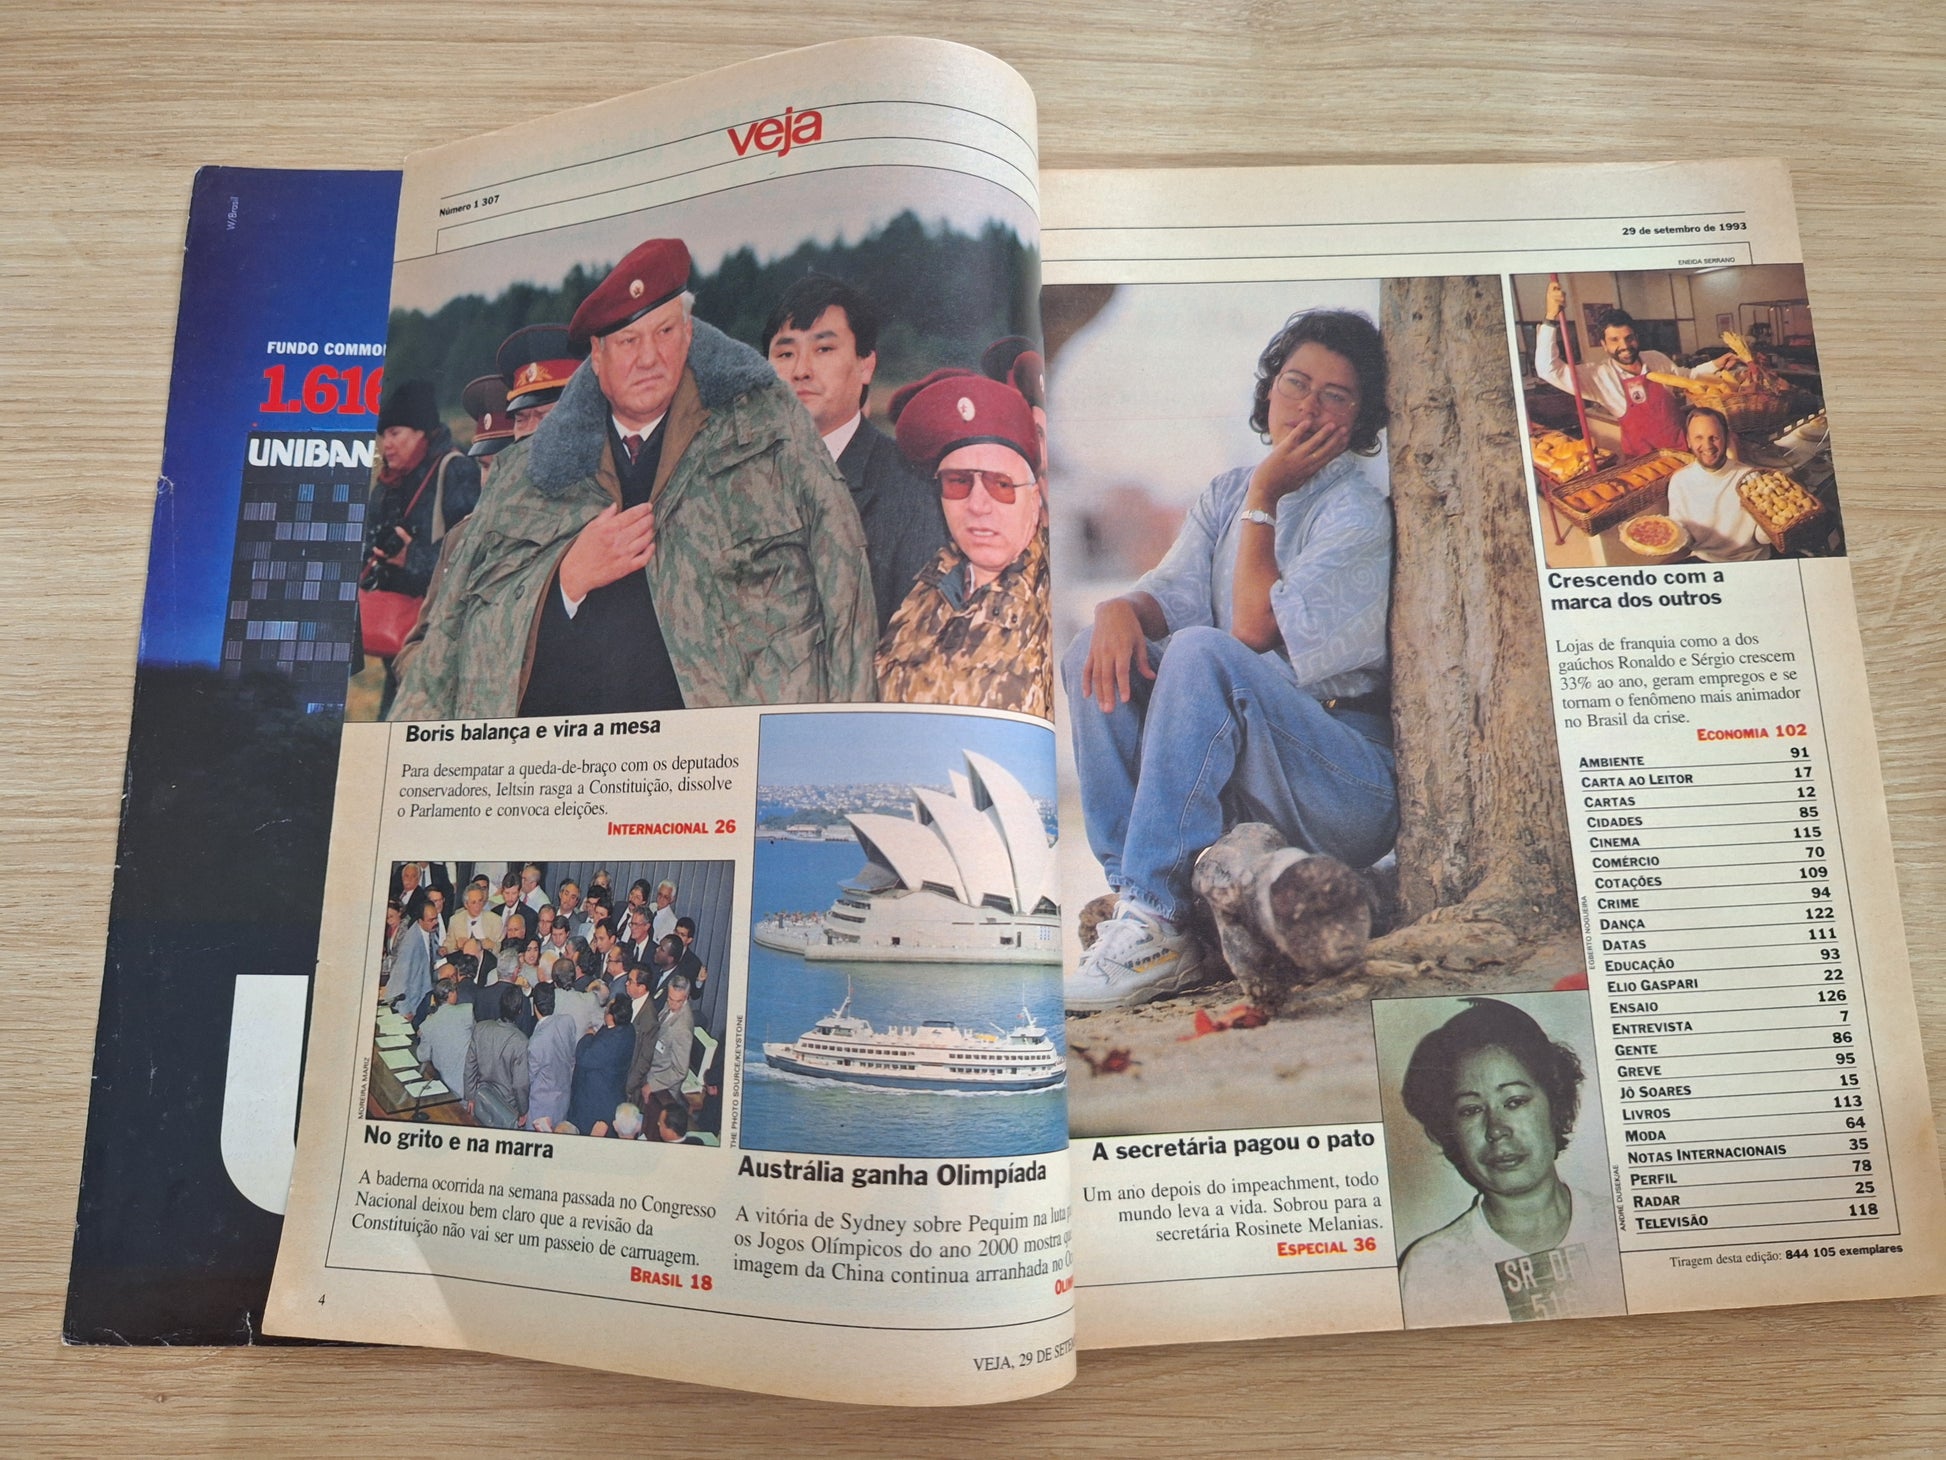 W/Brasil
FUNDO COMMO
1.616
UNIBAN
veja
Número 1 307
Boris balança e vira a mesa
Para desempatar a queda-de-braço com os deputados
conservadores, Ieltsin rasga a Constituição, dissolve
o Parlamento e convoca eleições.
INTERNACIONAL 26
MOREIRA MARIZ
No grito e na marra
A baderna ocorrida na semana passada no Congresso
Nacional deixou bem claro que a revisão da
Constituição não vai ser um passeio de carruagem.
BRASIL 18
THE PHOTO SOURCE/KEYSTONE
Austrália ganha Olimpíada
A vitória de Sydney sobre Pequim na luta
os Jogos Olímpicos do ano 2000 mostra
imagem da China continua arranhada no
4
VEJA, 29 DE
29 de setembro de 1993
ENEIDA SERRANO
Crescendo com a
marca dos outros
Lojas de franquia como a dos
gaúchos Ronaldo e Sérgio crescem
33% ao ano, geram empregos e se
tornam o fenômeno mais animador
no Brasil da crise.
ECONOMIA 102
EGBERTO NOGUEIRA
A secretária pagou o pato
Um ano depois do impeachment, todo
mundo leva a vida. Sobrou para a
secretária Rosinete Melanias.
ESPECIAL 36
SR DF
516
ANDRÉ DUSEK/AE
AMBIENTE 91
CARTA AO LEITOR 17
CARTAS 12
CIDADES 85
CINEMA 115
COMÉRCIO 70
COTAÇÕES 109
CRIME 94
DANÇA 122
DATAS 111
EDUCAÇÃO 93
ELIO GASPARI 22
ENSAIO 126
ENTREVISTA 7
GENTE 86
GREVE 95
JÔ SOARES 15
LIVROS 113
MODA 64
NOTAS INTERNACIONAIS 35
PERFIL 78
RADAR 25
TELEVISÃO 118
Tiragem desta edição: 844 105 exemplares